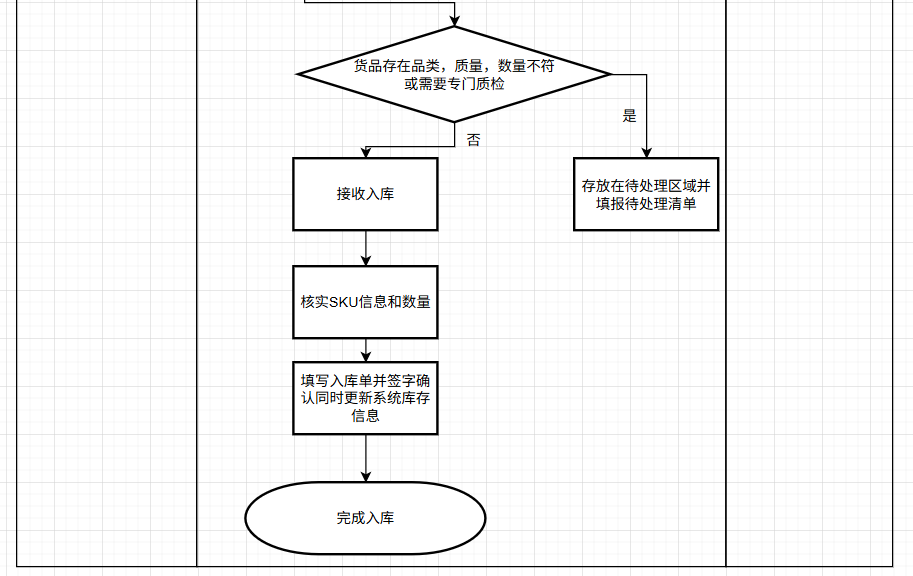 货品存在品类，质量，数量不符
或需要专门质检
是
否
接收入库
存放在待处理区域并
填报待处理清单
核实SKU信息和数量
填写入库单并签字确
认同时更新系统库存
信息
完成入库